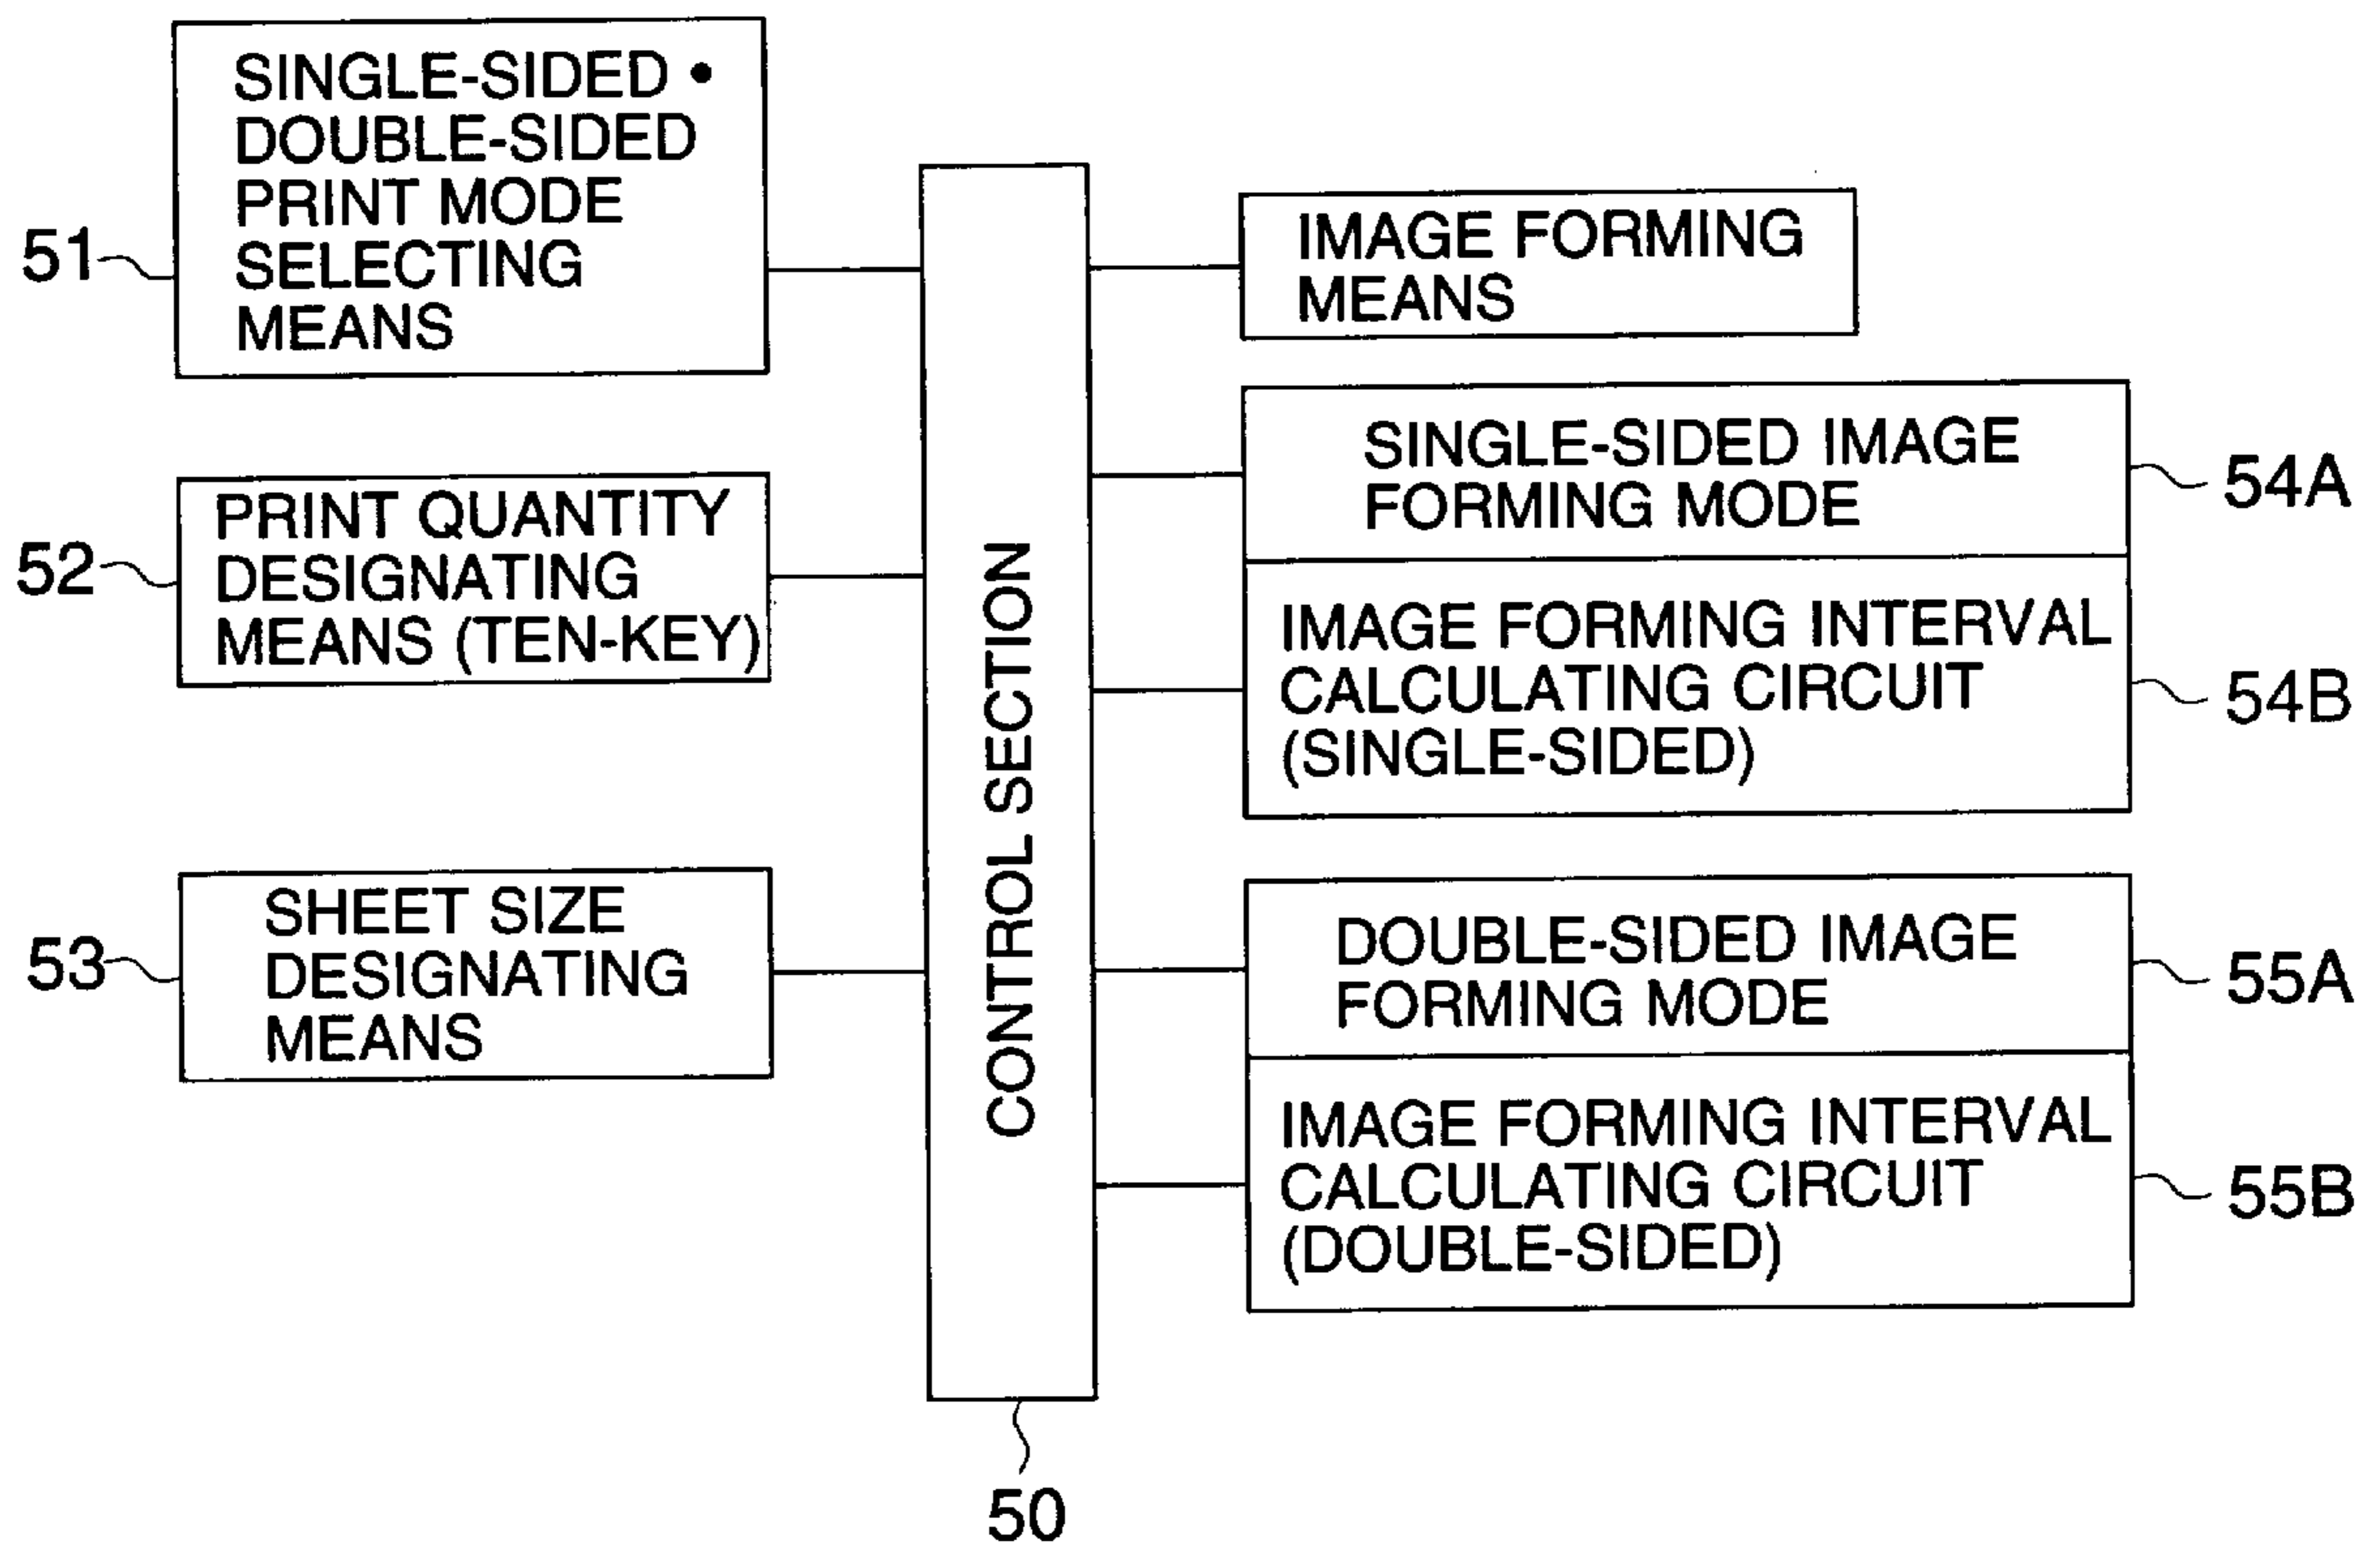 SINGLE-SIDED •
DOUBLE-SIDED
PRINT MODE
SELECTING
MEANS
51
PRINT QUANTITY
DESIGNATING
MEANS (TEN-KEY)
52
SHEET SIZE
DESIGNATING
MEANS
53
CONTROL SECTION
50
IMAGE FORMING
MEANS
SINGLE-SIDED IMAGE
FORMING MODE
54A
IMAGE FORMING INTERVAL
CALCULATING CIRCUIT
(SINGLE-SIDED)
54B
DOUBLE-SIDED IMAGE
FORMING MODE
55A
IMAGE FORMING INTERVAL
CALCULATING CIRCUIT
(DOUBLE-SIDED)
55B